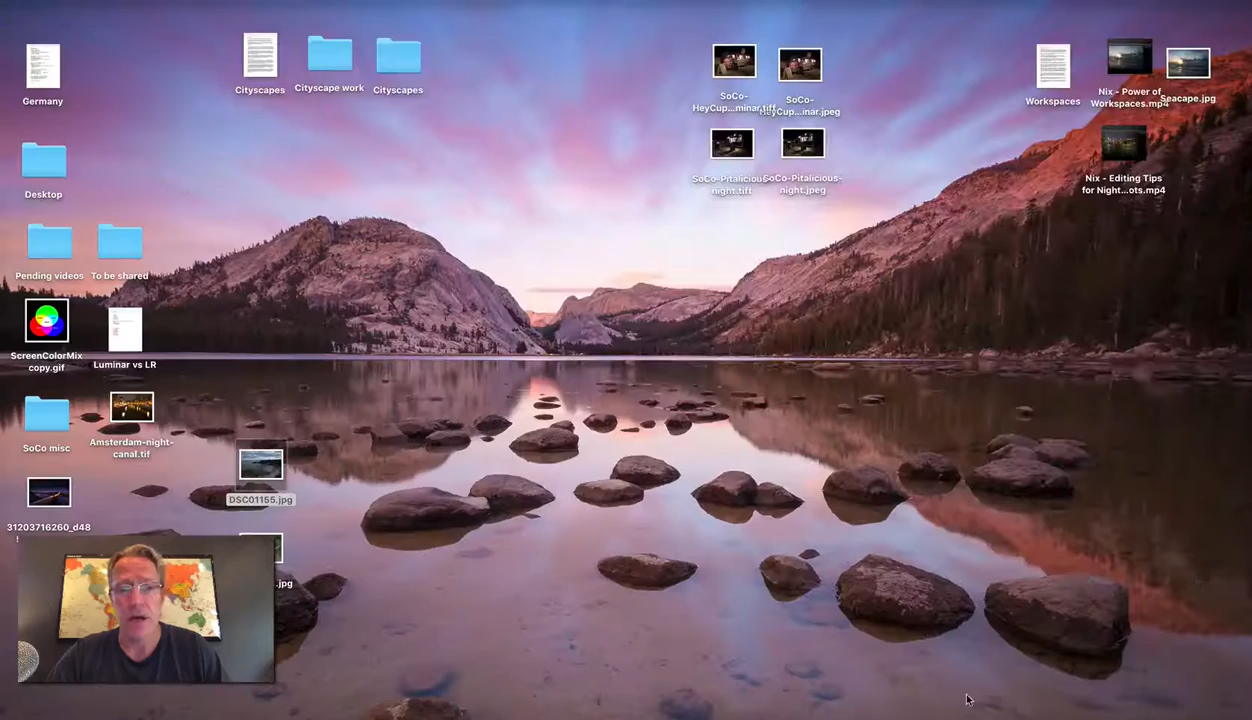 Germany
Cityscapes
Cityscape work
Cityscapes
SoCo-
HeyCup...minar.tiff
SoCo-
HeyCup...inar.jpeg
Workspaces
Nix - Power of
Workspaces.mp4
Seacape.jpg
Desktop
SoCo-Pitalicious-
night.tiff
SoCo-Pitalicious-
night.jpeg
Nix - Editing Tips
for Night...ots.mp4
Pending videos
To be shared
ScreenColorMix
copy.gif
Luminar vs LR
SoCo misc
Amsterdam-night-
canal.tif
DSC01155.jpg
31203716260_d48
.jpg